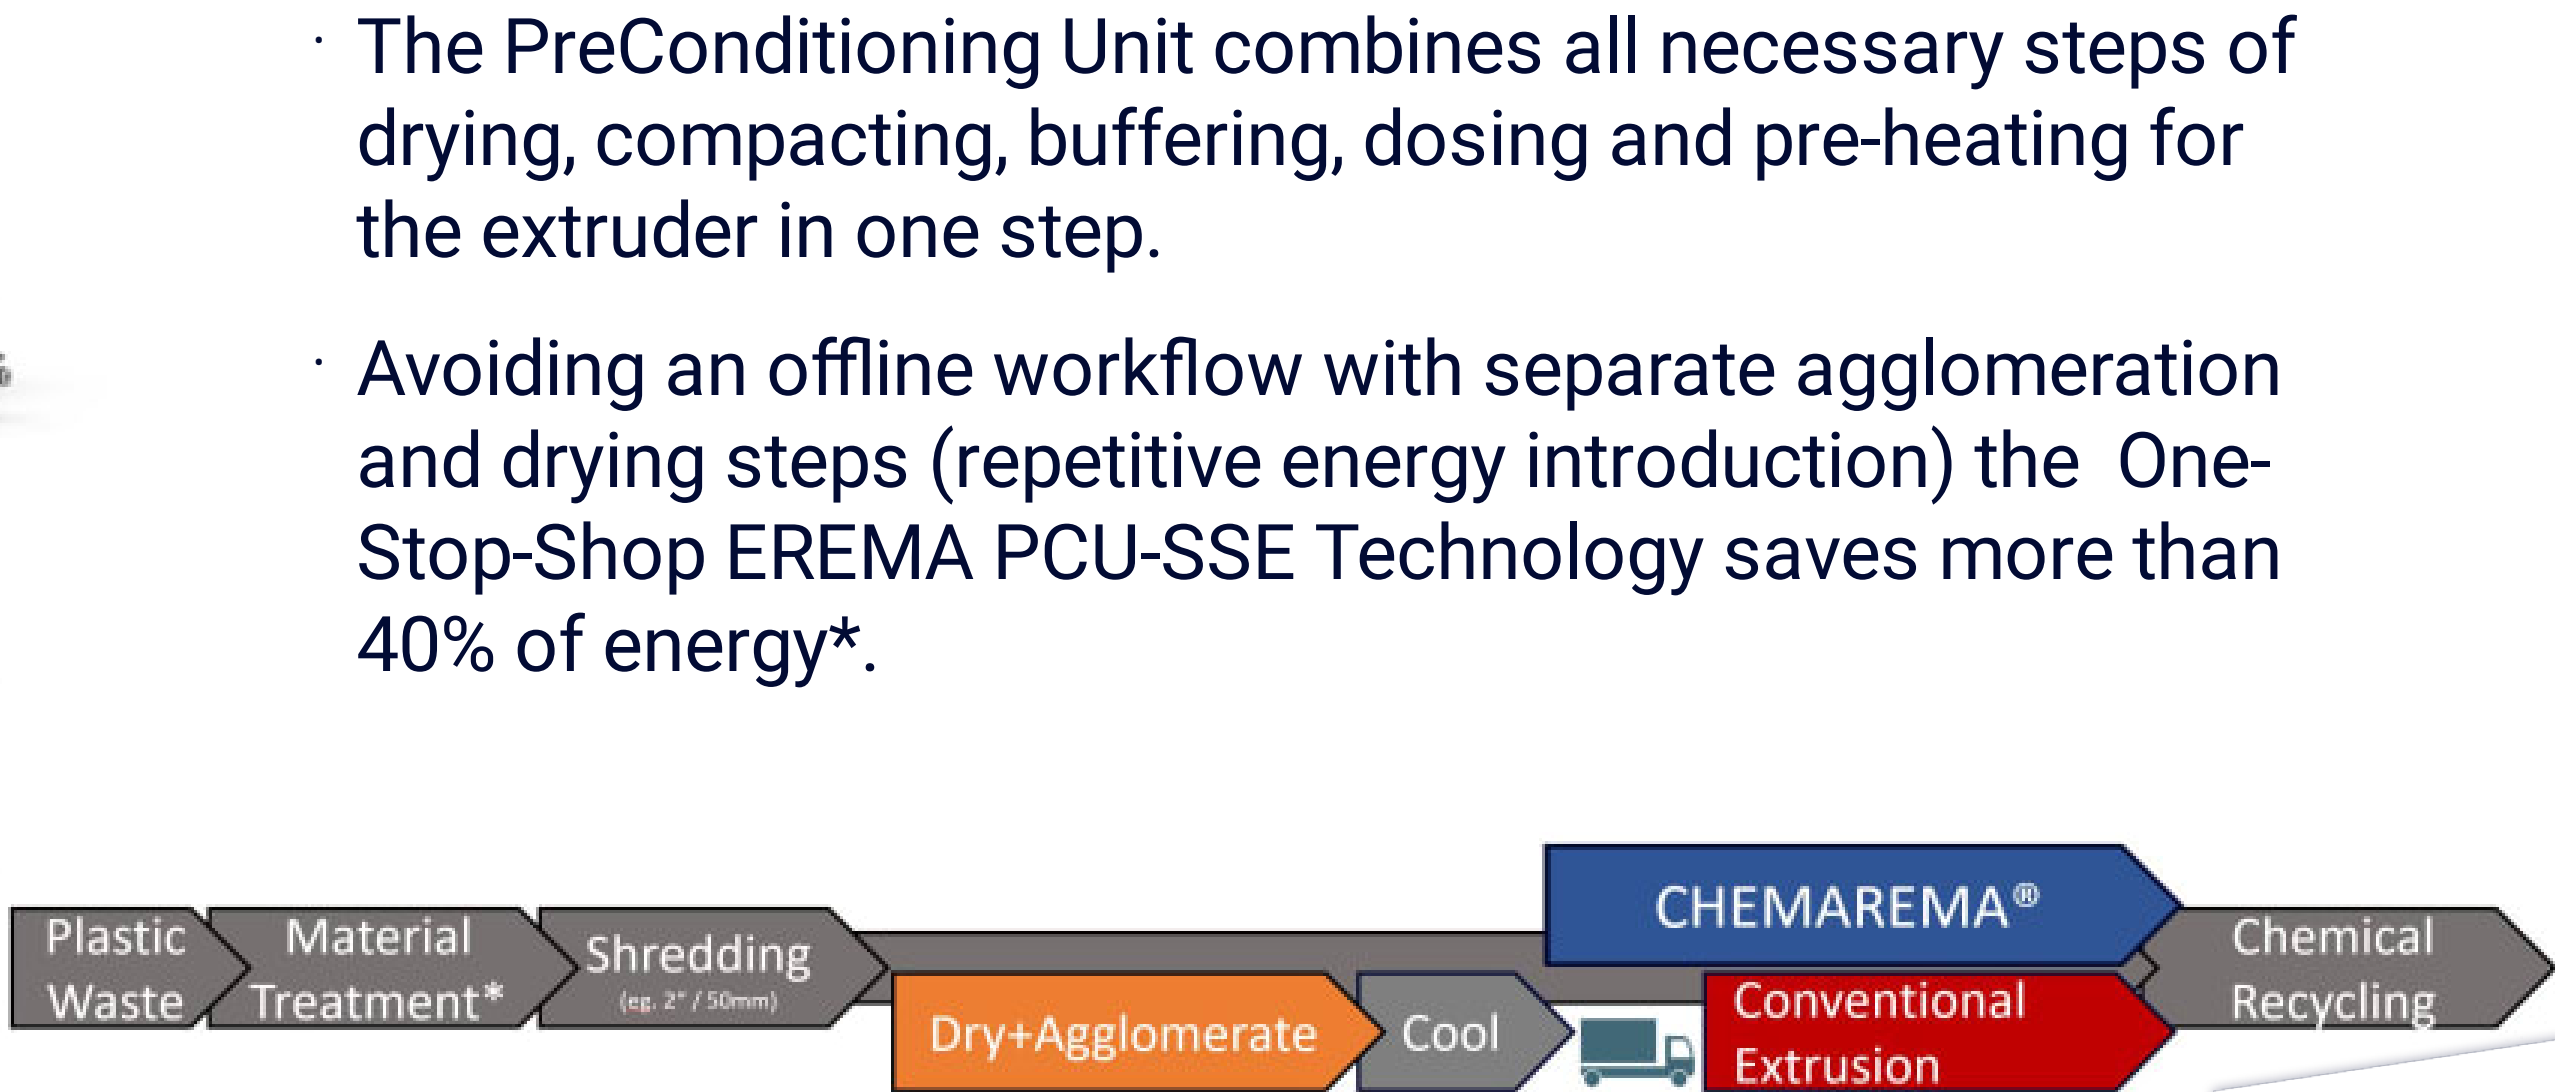 · The PreConditioning Unit combines all necessary steps of
drying, compacting, buffering, dosing and pre-heating for
the extruder in one step.
· Avoiding an offline workflow with separate agglomeration
and drying steps (repetitive energy introduction) the  One-
Stop-Shop EREMA PCU-SSE Technology saves more than
40% of energy*.
Plastic
Waste
Material
Treatment*
Shredding
(eg. 2" / 50mm)
Dry+Agglomerate
Cool
CHEMAREMA®
Conventional
Extrusion
Chemical
Recycling